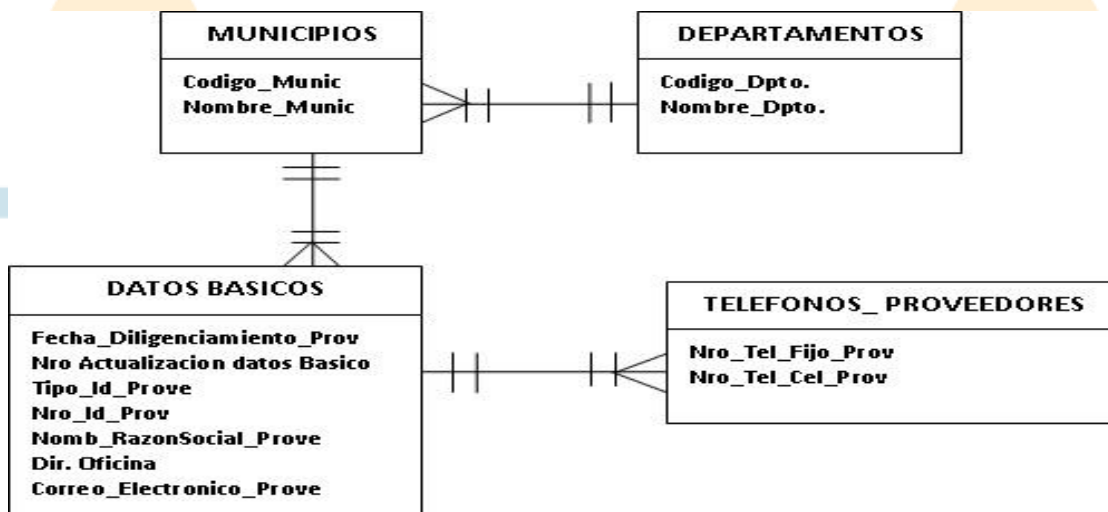 MUNICIPIOS
Codigo_Munic
Nombre_Munic
DEPARTAMENTOS
Codigo_Dpto.
Nombre_Dpto.
DATOS BASICOS
Fecha_Diligenciamiento_Prov
Nro Actualizacion datos Basico
Tipo_Id_Prove
Nro_Id_Prov
Nomb_RazonSocial_Prove
Dir. Oficina
Correo_Electronico_Prove
TELEFONOS_ PROVEEDORES
Nro_Tel_Fijo_Prov
Nro_Tel_Cel_Prov